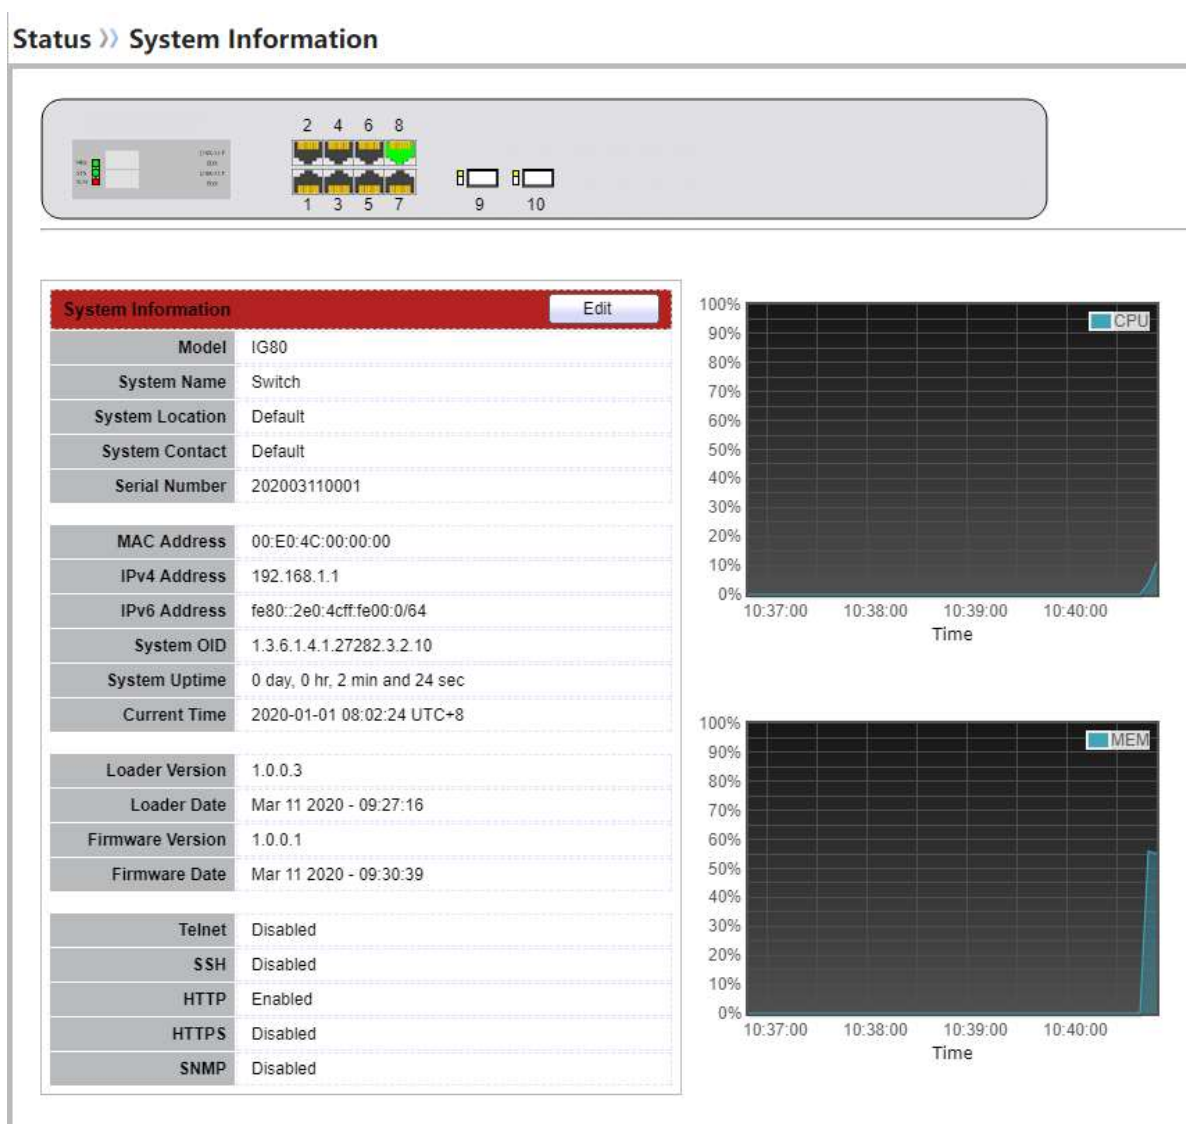 Status » System Information
2 4 6 8
1 3 5 7 9 10
System Information Edit
Model IG80
System Name Switch
System Location Default
System Contact Default
Serial Number 202003110001
MAC Address 00:E0:4C:00:00:00
IPv4 Address 192.168.1.1
IPv6 Address fe80::2e0:4cff:fe00:0/64
System OID 1.3.6.1.4.1.27282.3.2.10
System Uptime 0 day, 0 hr, 2 min and 24 sec
Current Time 2020-01-01 08:02:24 UTC+8
Loader Version 1.0.0.3
Loader Date Mar 11 2020 - 09:27:16
Firmware Version 1.0.0.1
Firmware Date Mar 11 2020 - 09:30:39
Telnet Disabled
SSH Disabled
HTTP Enabled
HTTPS Disabled
SNMP Disabled
100%
CPU
90%
80%
70%
60%
50%
40%
30%
20%
10%
0%
10:37:00 10:38:00 10:39:00 10:40:00
Time
100%
MEM
90%
80%
70%
60%
50%
40%
30%
20%
10%
0%
10:37:00 10:38:00 10:39:00 10:40:00
Time